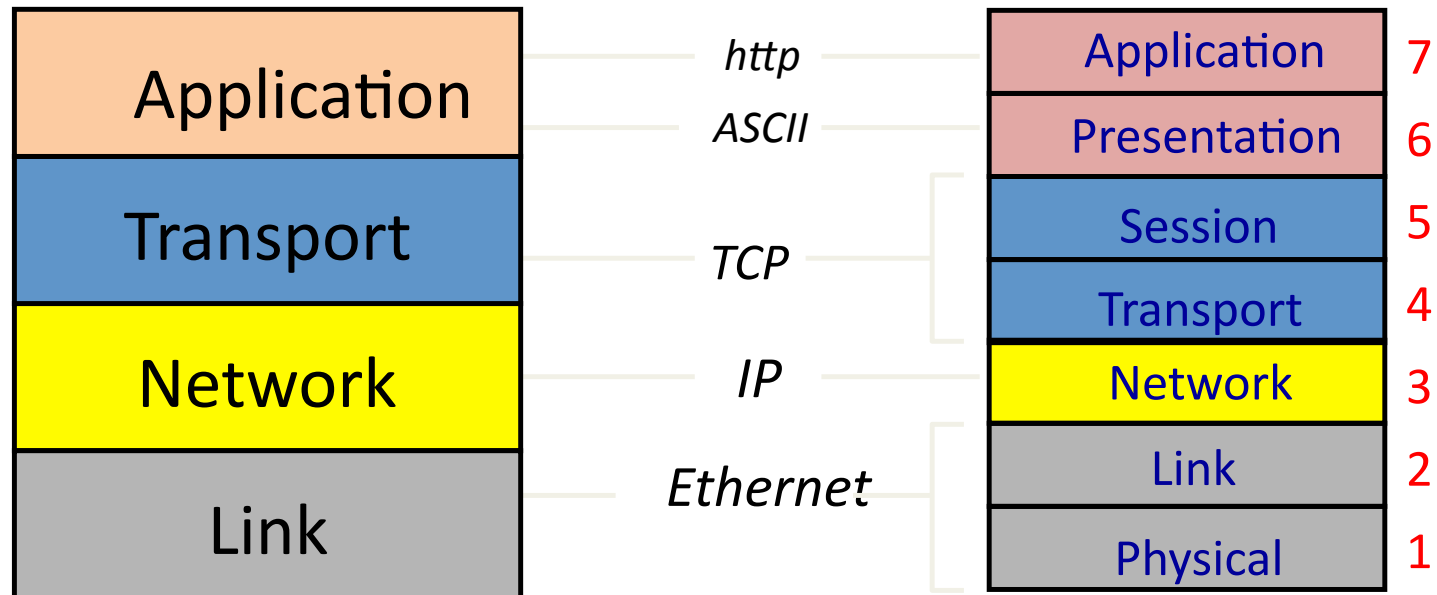 Application
Transport
Network
Link
http
ASCII
TCP
IP
Ethernet
Application 7
Presentation 6
Session 5
Transport 4
Network 3
Link 2
Physical 1